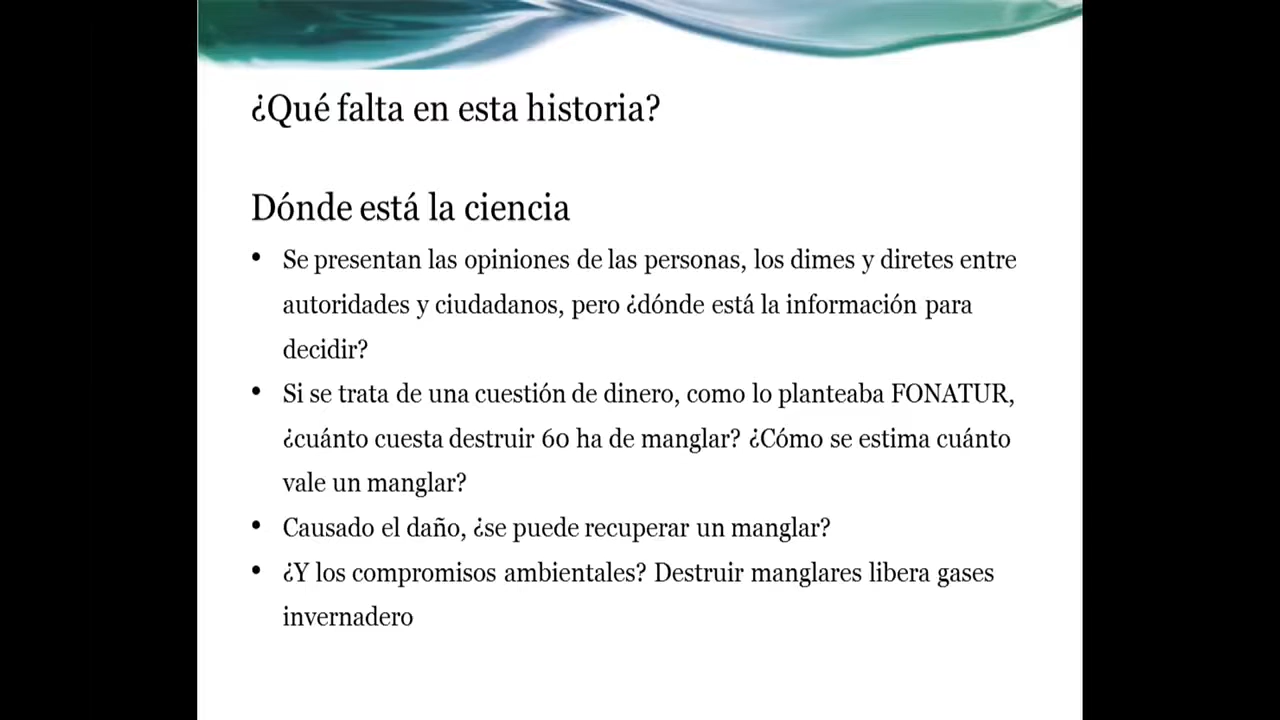 ¿Qué falta en esta historia?
Dónde está la ciencia
• Se presentan las opiniones de las personas, los dimes y diretes entre
autoridades y ciudadanos, pero ¿dónde está la información para
decidir?
• Si se trata de una cuestión de dinero, como lo planteaba FONATUR,
¿cuánto cuesta destruir 60 ha de manglar? ¿Cómo se estima cuánto
vale un manglar?
• Causado el daño, ¿se puede recuperar un manglar?
• ¿Y los compromisos ambientales? Destruir manglares libera gases
invernadero